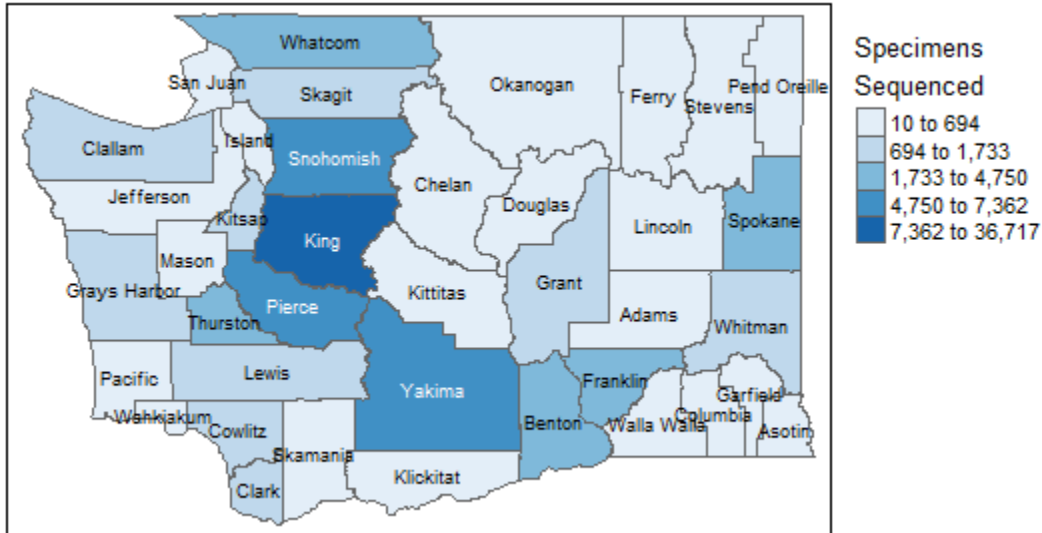 Whatcom
San Juan
Skagit
Okanogan
Ferry
Stevens
Pend Oreille
Clallam
Island
Snohomish
Chelan
Jefferson
Douglas
Kitsap
King
Lincoln
Spokane
Mason
Grays Harbor
Kittitas
Grant
Pierce
Thurston
Adams
Whitman
Pacific
Lewis
Yakima
Franklin
Garfield
Wahkiakum
Cowlitz
Benton
Walla Walla
Columbia
Asotin
Skamania
Klickitat
Clark
Specimens
Sequenced
10 to 694
694 to 1,733
1,733 to 4,750
4,750 to 7,362
7,362 to 36,717